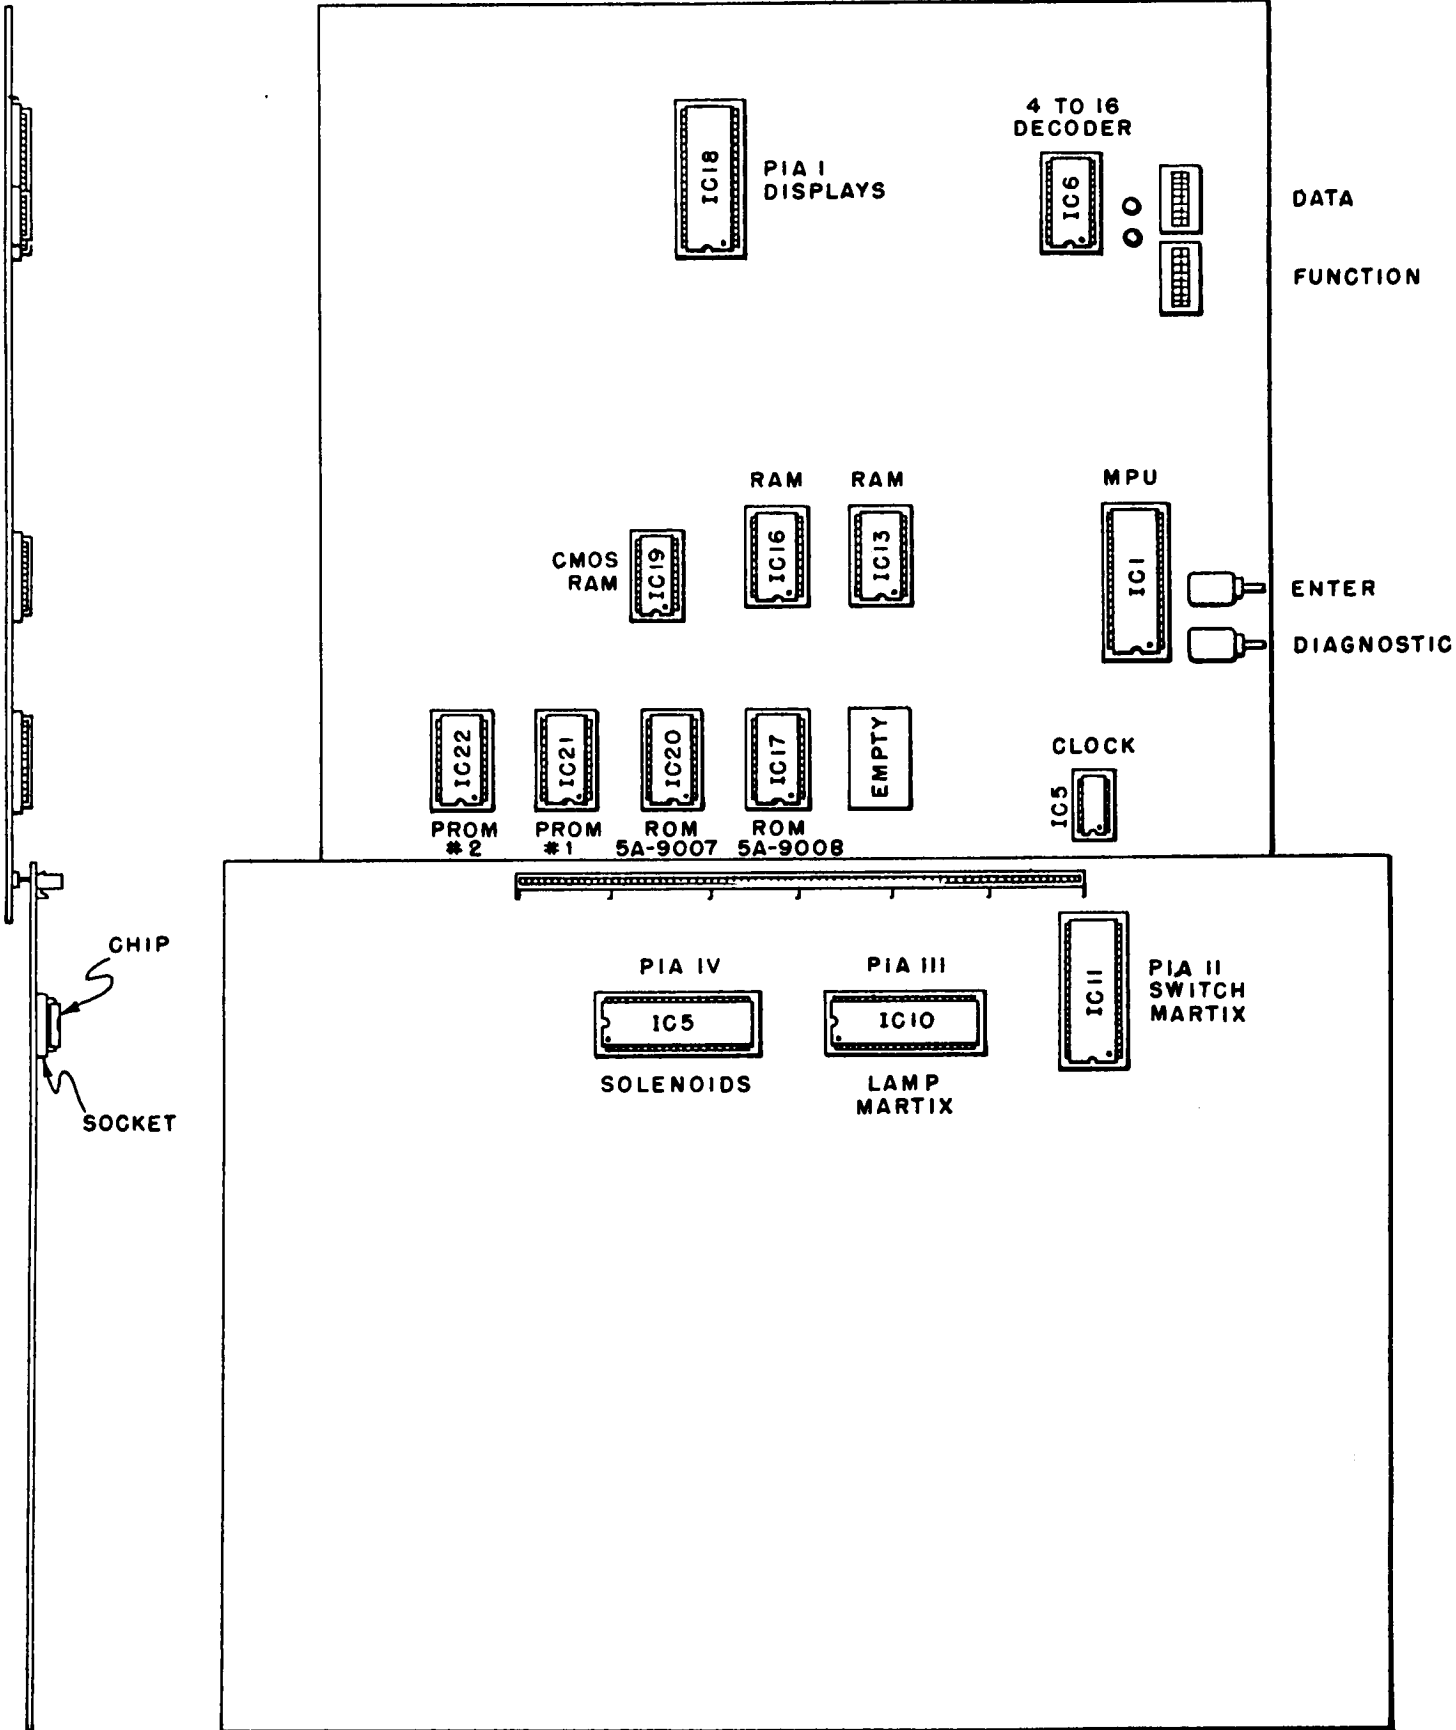 4 TO 16
DECODER
IC18
PIA I
DISPLAYS
IC6
DATA
FUNCTION
RAM
RAM
MPU
CMOS
RAM
IC19
IC16
IC13
IC1
ENTER
DIAGNOSTIC
IC22
IC21
IC20
IC17
EMPTY
CLOCK
IC5
PROM
#2
PROM
#1
ROM
5A-9007
ROM
5A-9008
CHIP
SOCKET
PIA IV
IC5
SOLENOIDS
PIA III
IC10
LAMP
MARTIX
IC11
PIA II
SWITCH
MARTIX